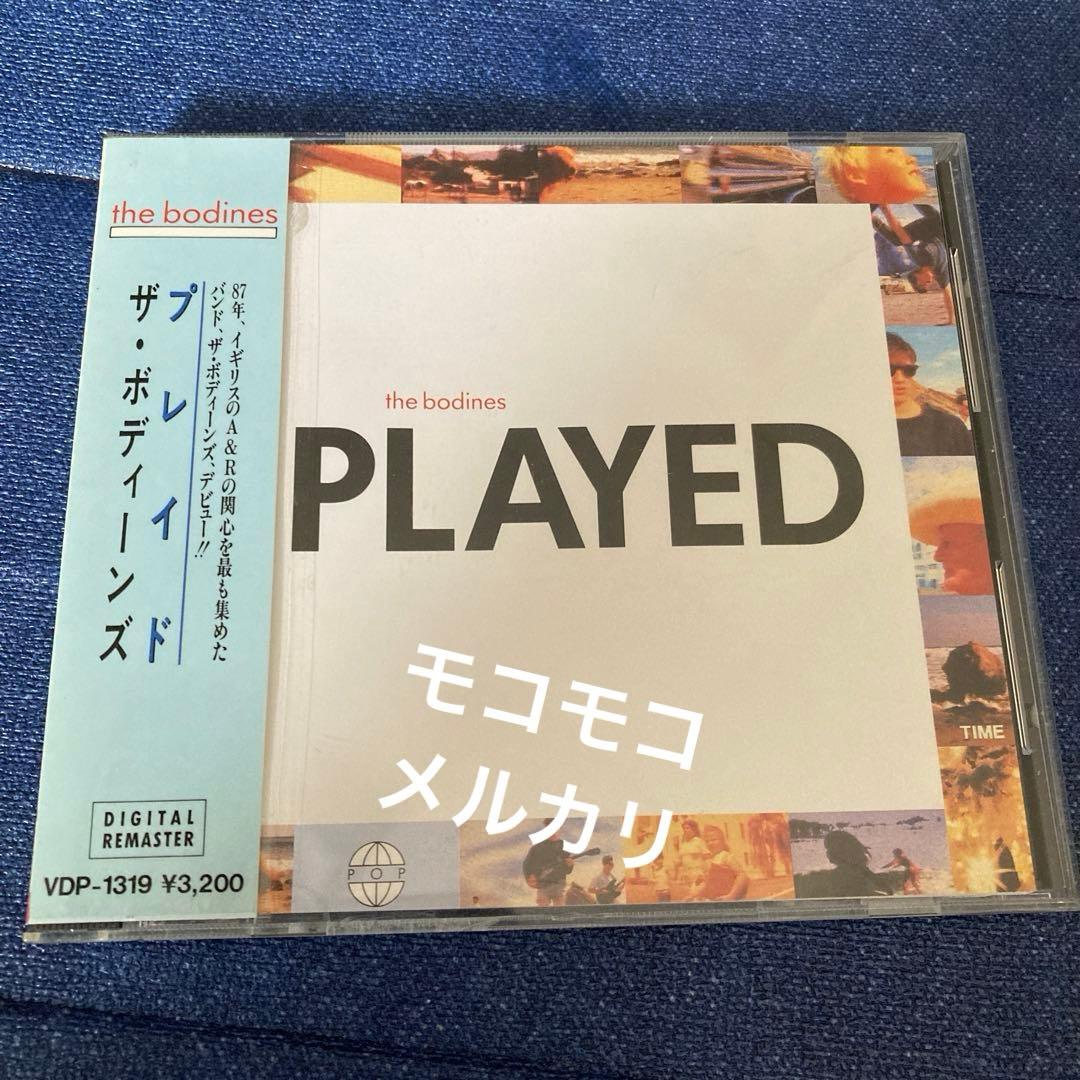 the bodines
87年、イギリスのA&Rの関心を最も集めた
バンド、ザ・ボディーンズ、デビュー!!
プレイド
ザ・ボディーンズ
DIGITAL
REMASTER
VDP-1319 ¥3,200
the bodines
PLAYED
モコモコ
メルカリ
TIME
POP